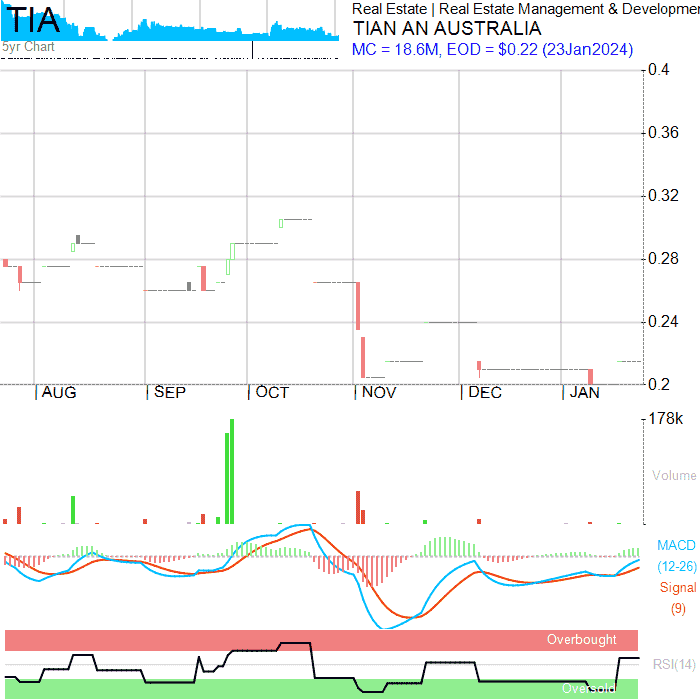 TIA
5yr Chart
Real Estate | Real Estate Management & Developmen
TIAN AN AUSTRALIA
MC = 18.6M, EOD = $0.22 (23Jan2024)
0.4
0.36
0.32
0.28
0.24
0.2
AUG
SEP
OCT
NOV
DEC
JAN
178k
Volume
MACD
(12-26)
Signal
(9)
Overbought
RSI(14)
Oversold